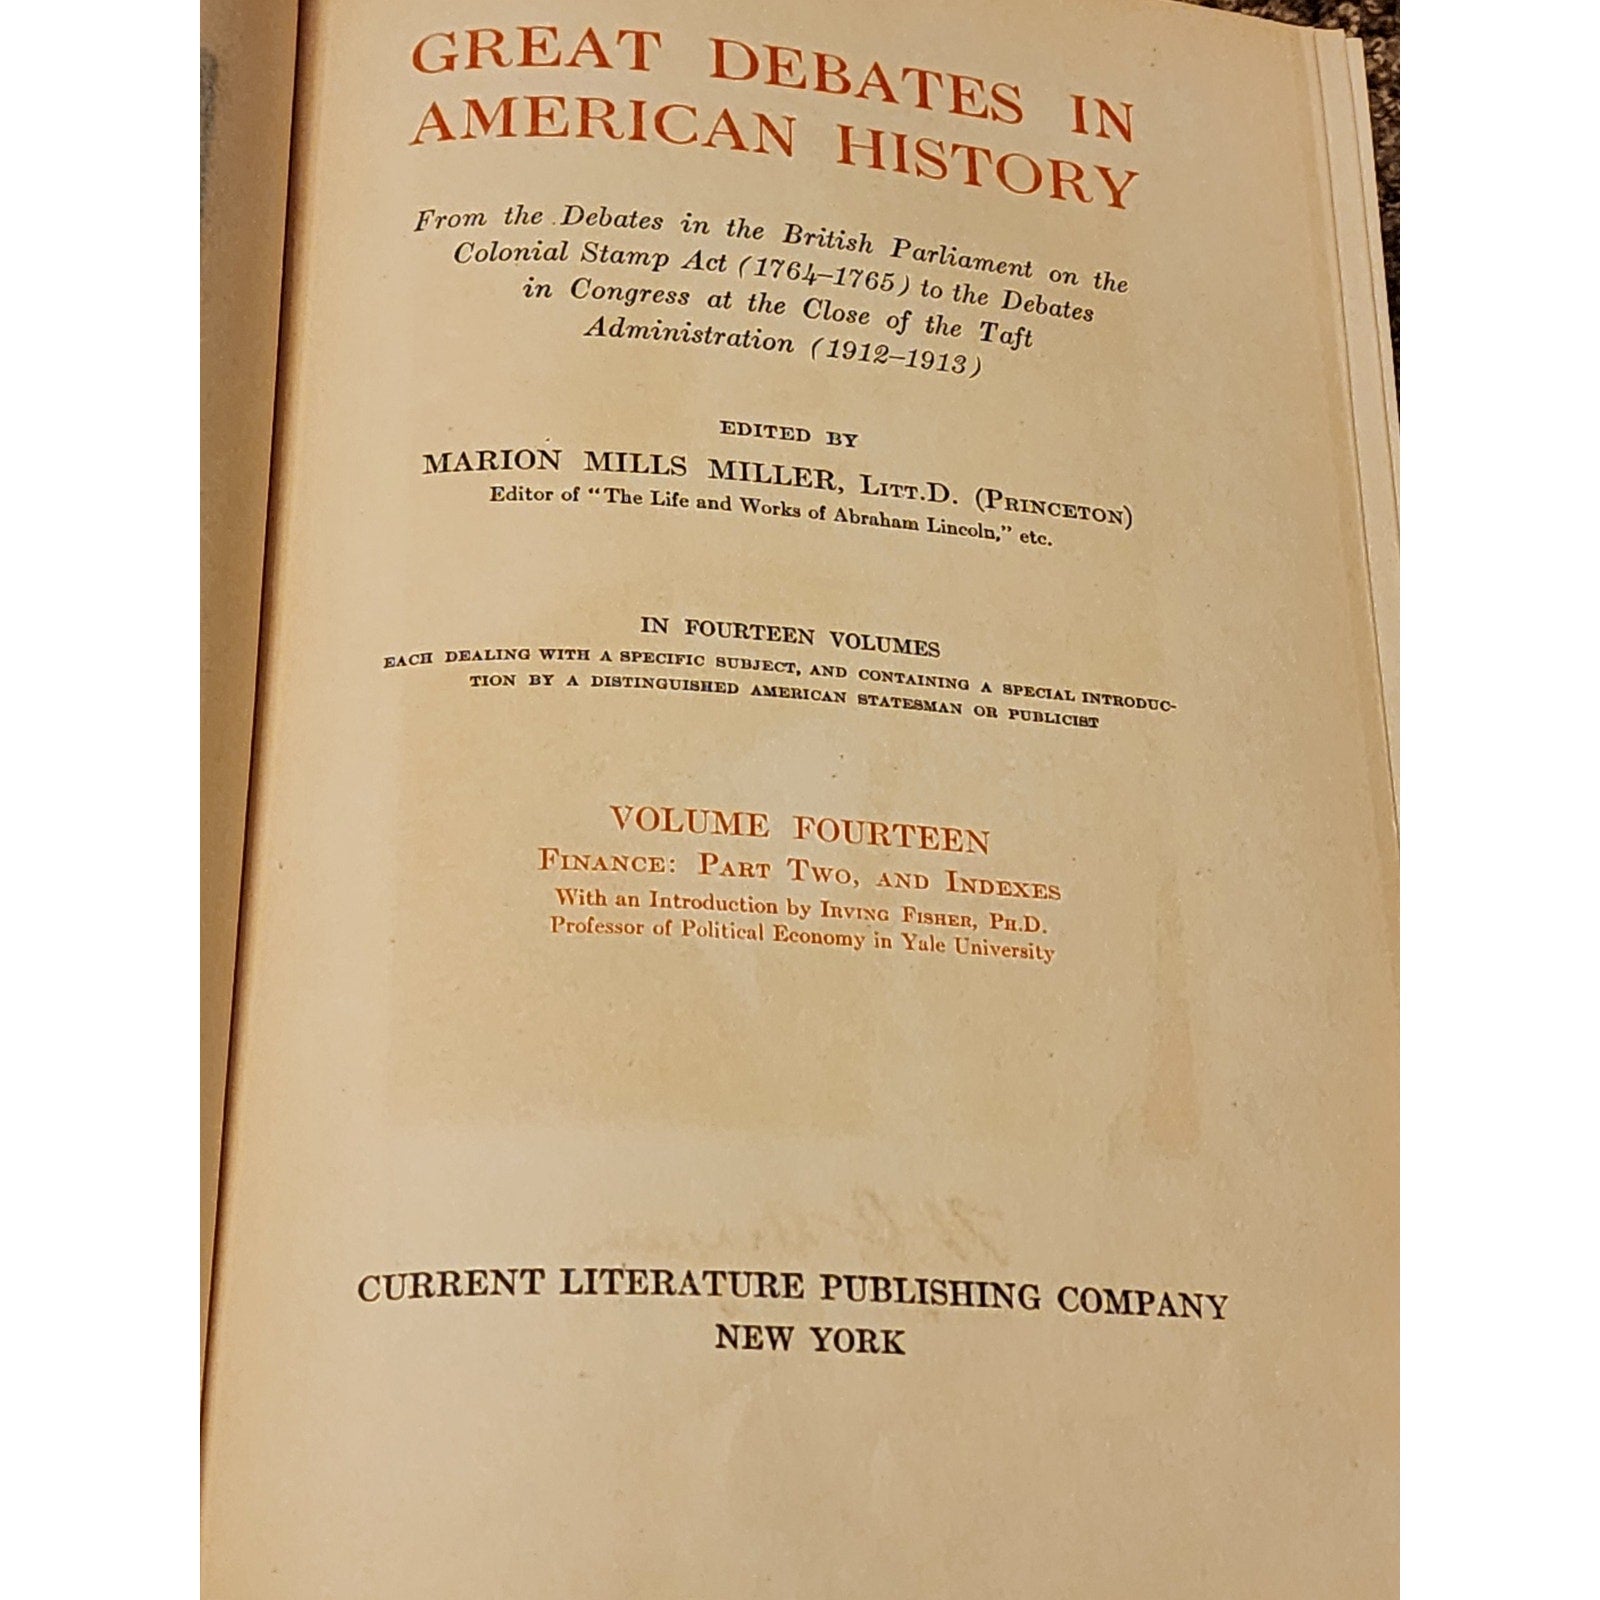 GREAT DEBATES IN
AMERICAN HISTORY
From the Debates in the British Parliament on the
Colonial Stamp Act (1764–1765) to the Debates
in Congress at the Close of the Taft
Administration (1912–1913)
EDITED BY
MARION MILLS MILLER, LITT.D. (PRINCETON)
Editor of "The Life and Works of Abraham Lincoln," etc.
IN FOURTEEN VOLUMES
EACH DEALING WITH A SPECIFIC SUBJECT, AND CONTAINING A SPECIAL INTRODUC-
TION BY A DISTINGUISHED AMERICAN STATESMAN OR PUBLICIST
VOLUME FOURTEEN
FINANCE: PART TWO, AND INDEXES
With an Introduction by IRVING FISHER, PH.D.
Professor of Political Economy in Yale University
CURRENT LITERATURE PUBLISHING COMPANY
NEW YORK